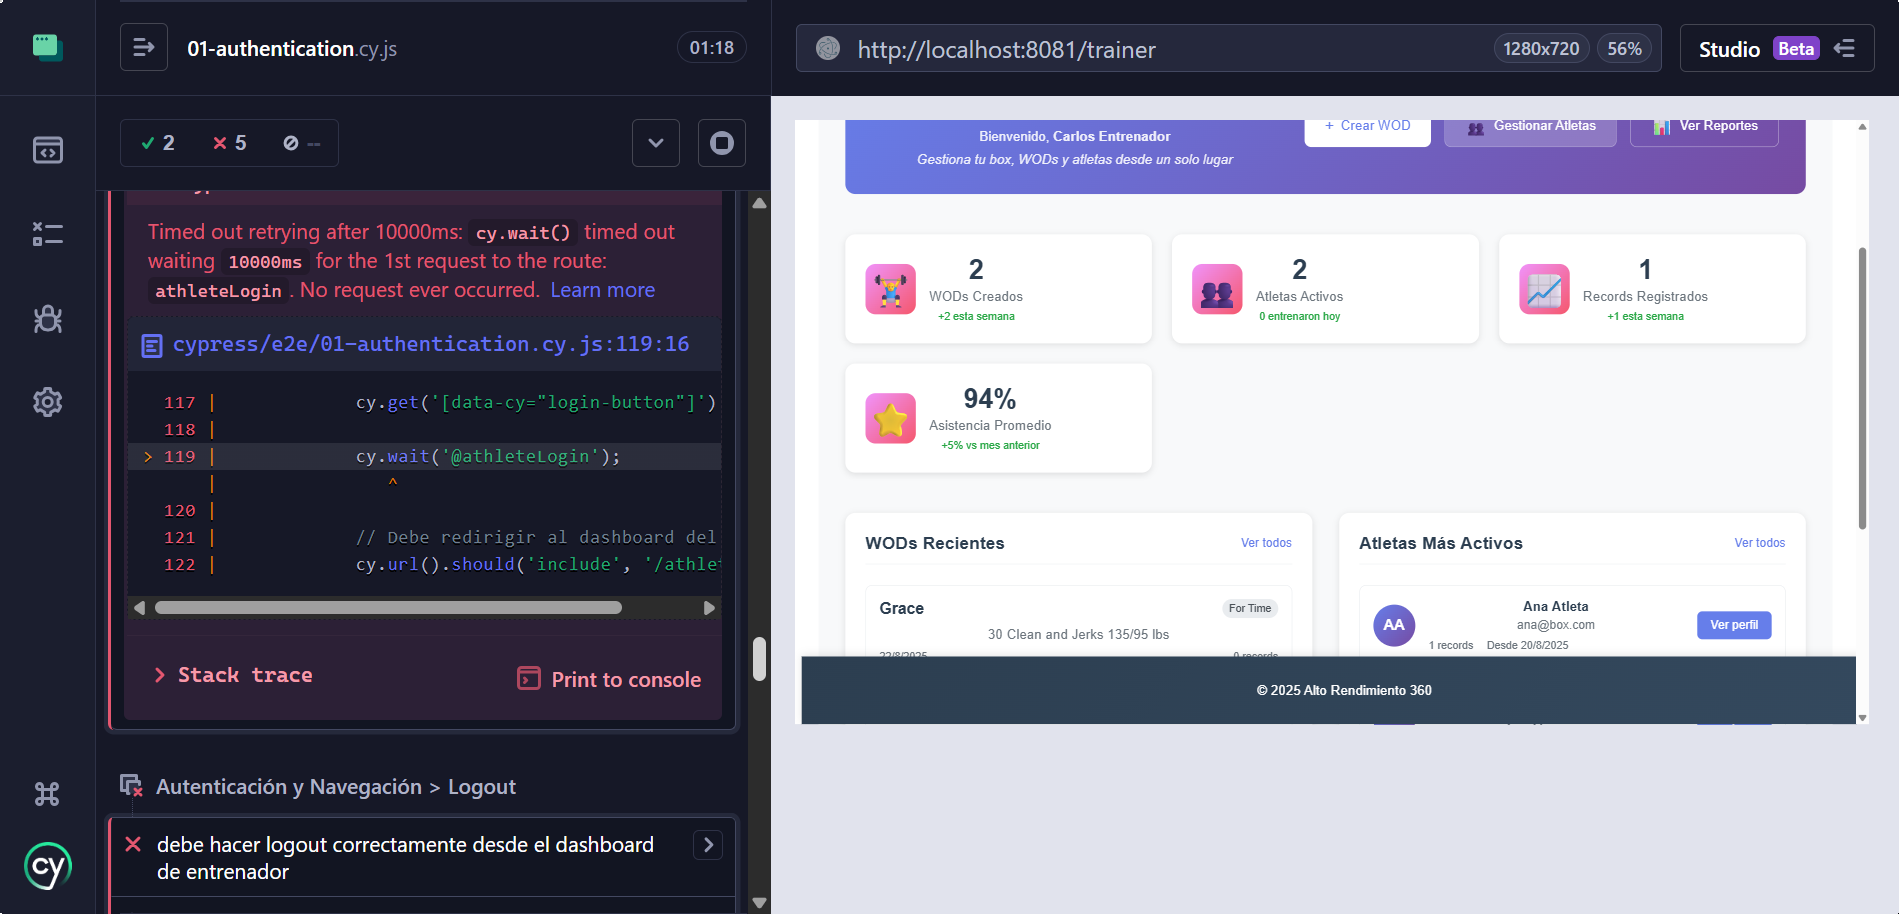 01-authentication.cy.js
01:18
http://localhost:8081/trainer
1280x720
56%
Studio
Beta
2
5
--
Timed out retrying after 10000ms: cy.wait() timed out
waiting 10000ms for the 1st request to the route:
athleteLogin. No request ever occurred. Learn more
cypress/e2e/01-authentication.cy.js:119:16
117 | cy.get('[data-cy="login-button"]')
118 |
> 119 | cy.wait('@athleteLogin');
| ^
120 |
121 | // Debe redirigir al dashboard del
122 | cy.url().should('include', '/athlet
> Stack trace
Print to console
Autenticación y Navegación > Logout
debe hacer logout correctamente desde el dashboard
de entrenador
cy
Bienvenido, Carlos Entrenador
Gestiona tu box, WODs y atletas desde un solo lugar
+ Crear WOD
Gestionar Atletas
Ver Reportes
2
WODs Creados
+2 esta semana
2
Atletas Activos
0 entrenaron hoy
1
Records Registrados
+1 esta semana
94%
Asistencia Promedio
+5% vs mes anterior
WODs Recientes
Ver todos
Grace
For Time
30 Clean and Jerks 135/95 lbs
22/8/2025
0 records
Atletas Más Activos
Ver todos
AA
Ana Atleta
ana@box.com
1 records
Desde 20/8/2025
Ver perfil
© 2025 Alto Rendimiento 360